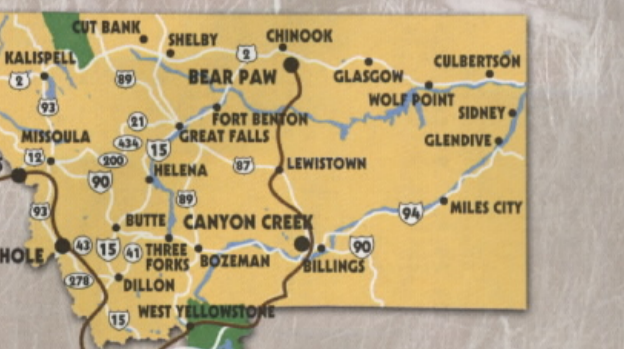 CUT BANK
SHELBY
CHINOOK
KALISPELL
2
2
89
BEAR PAW
GLASGOW
CULBERTSON
WOLF POINT
93
FORT BENTON
SIDNEY
21
GREAT FALLS
MISSOULA
434
15
GLENDIVE
12
200
87
LEWISTOWN
90
HELENA
89
93
BUTTE
CANYON CREEK
94
MILES CITY
HOLE
43
15
41
THREE
FORKS
BOZEMAN
90
BILLINGS
278
DILLON
15
WEST YELLOWSTONE